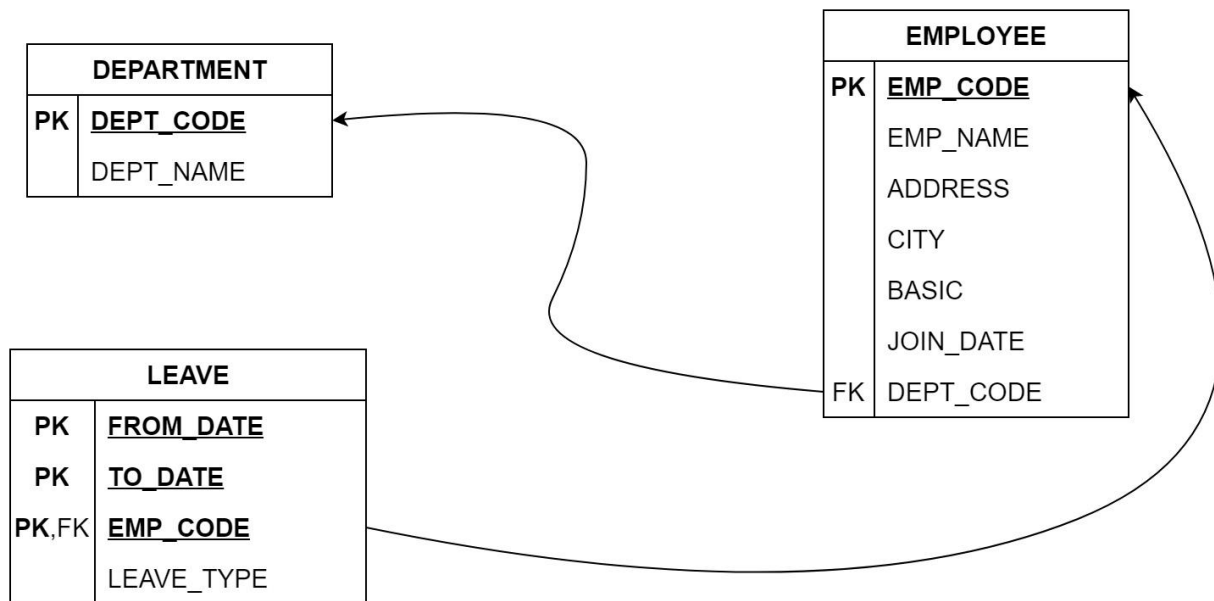 DEPARTMENT
PK DEPT_CODE
DEPT_NAME
EMPLOYEE
PK EMP_CODE
EMP_NAME
ADDRESS
CITY
BASIC
JOIN_DATE
FK DEPT_CODE
LEAVE
PK FROM_DATE
PK TO_DATE
PK,FK EMP_CODE
LEAVE_TYPE